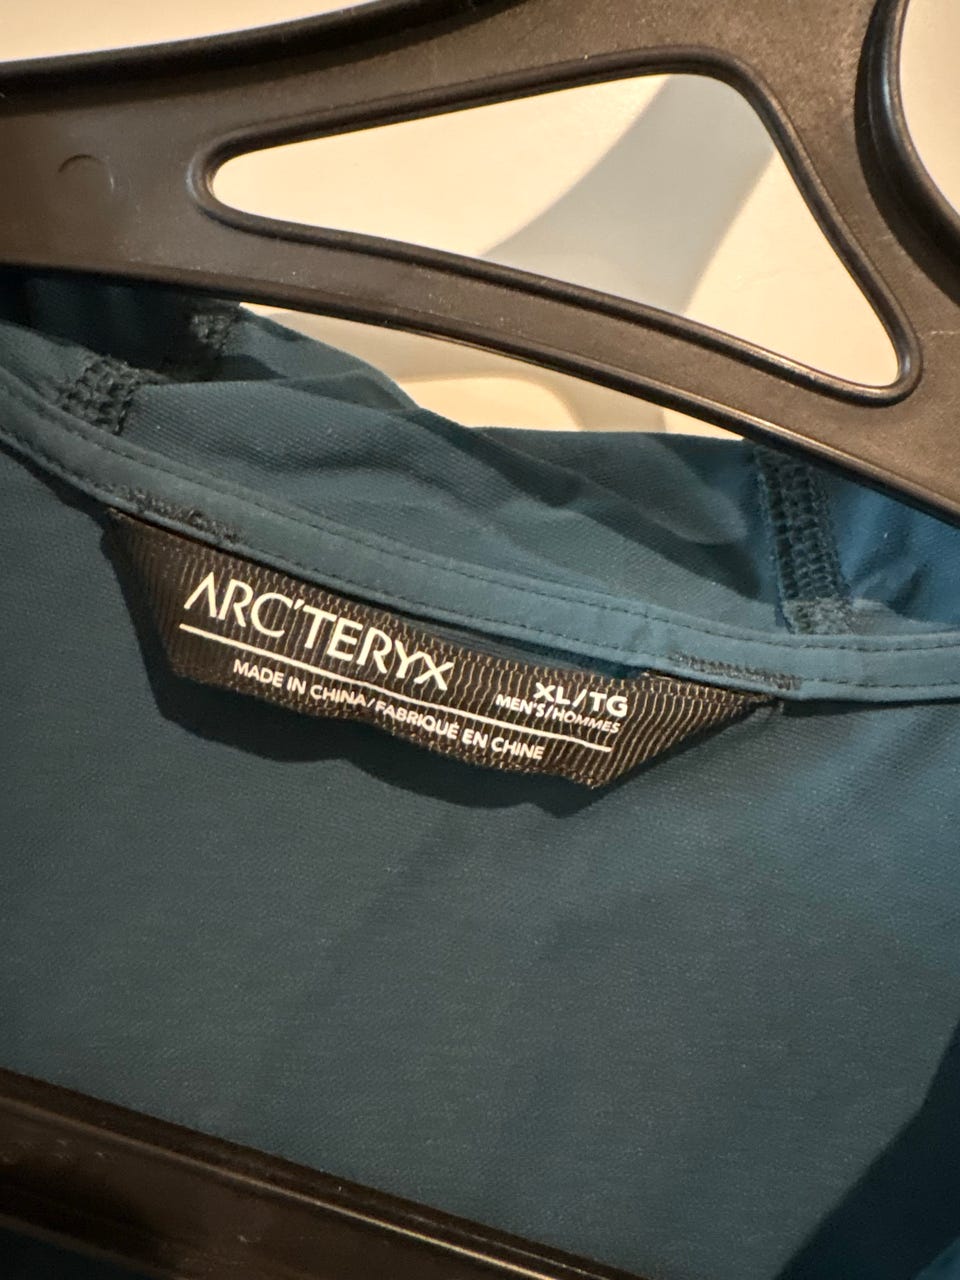 ARC'TERYX
XL/TG
MEN'S/HOMMES
MADE IN CHINA/FABRIQUÉ EN CHINE